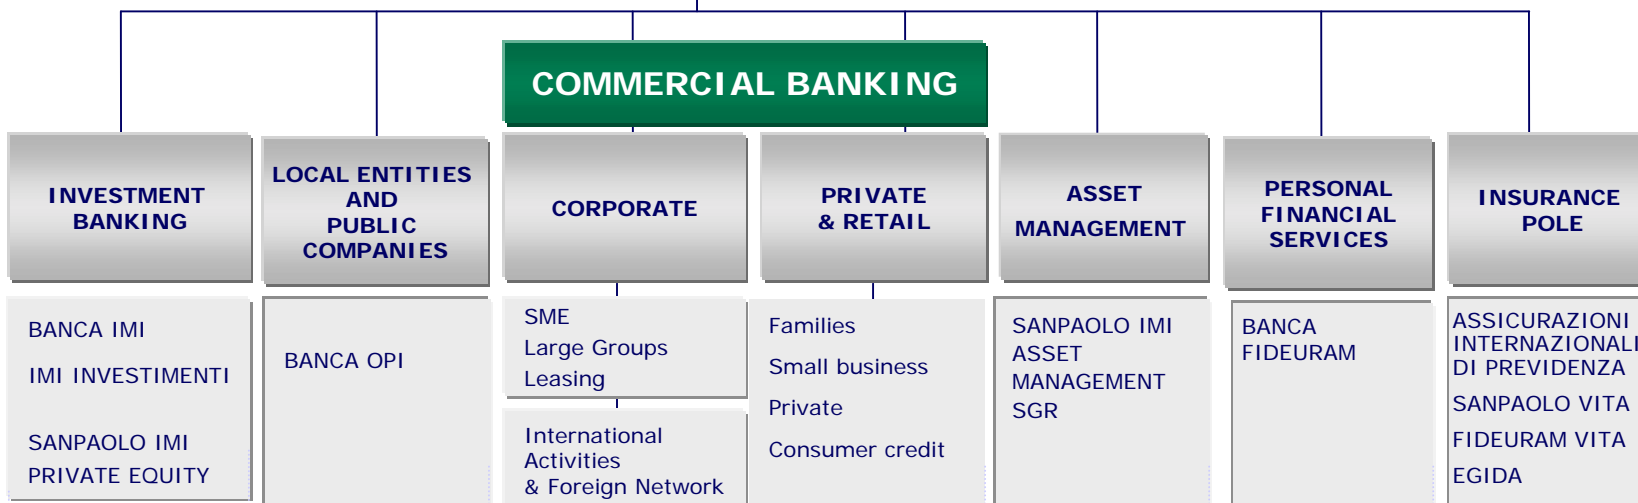 COMMERCIAL BANKING
INVESTMENT
BANKING
LOCAL ENTITIES
AND
PUBLIC
COMPANIES
CORPORATE
PRIVATE
& RETAIL
ASSET
MANAGEMENT
PERSONAL
FINANCIAL
SERVICES
INSURANCE
POLE
BANCA IMI
IMI INVESTIMENTI
SANPAOLO IMI
PRIVATE EQUITY
BANCA OPI
SME
Large Groups
Leasing
International
Activities
& Foreign Network
Families
Small business
Private
Consumer credit
SANPAOLO IMI
ASSET
MANAGEMENT
SGR
BANCA
FIDEURAM
ASSICURAZIONI
INTERNAZIONALI
DI PREVIDENZA
SANPAOLO VITA
FIDEURAM VITA
EGIDA